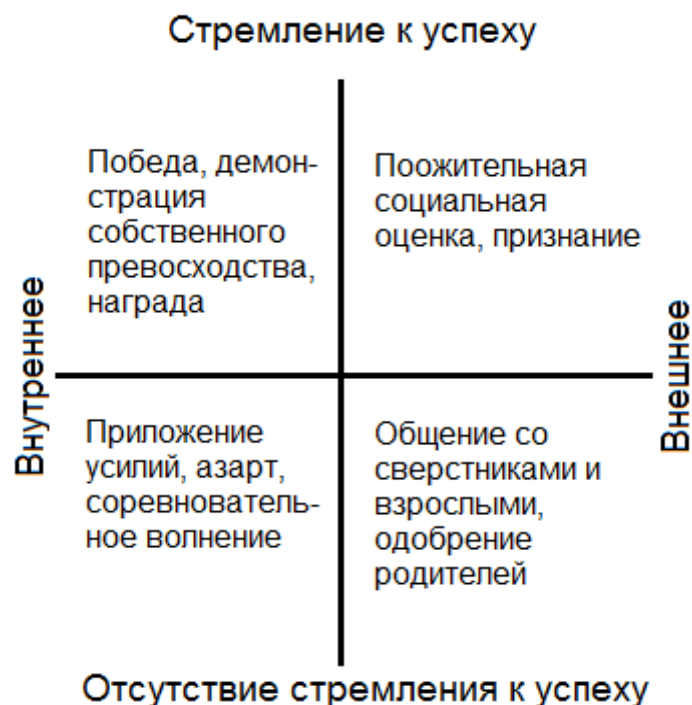 Стремление к успеху
Победа, демон-
страция
собственного
превосходства,
награда
Поожительная
социальная
оценка, признание
Внутреннее
Внешнее
Приложение
усилий, азарт,
соревнователь-
ное волнение
Общение со
сверстниками и
взрослыми,
одобрение
родителей
Отсутствие стремления к успеху